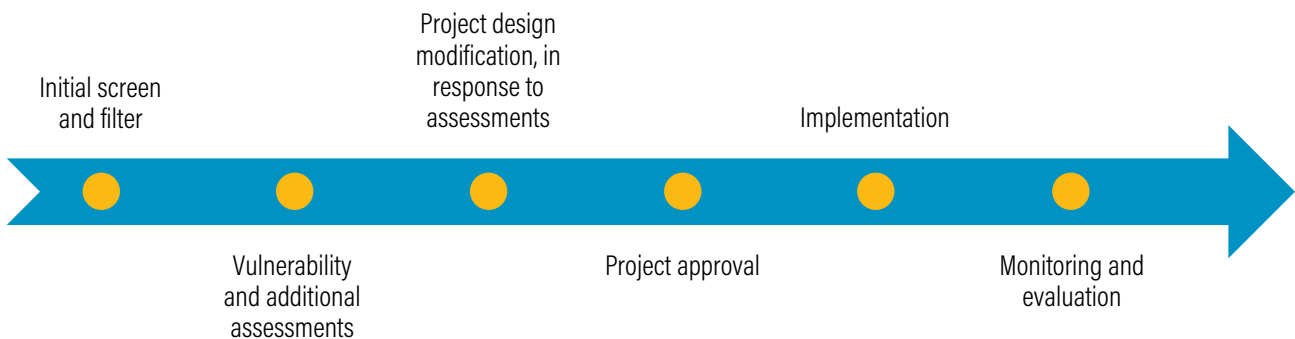 Initial screen
and filter
Vulnerability
and additional
assessments
Project design
modification, in
response to
assessments
Project approval
Implementation
Monitoring and
evaluation